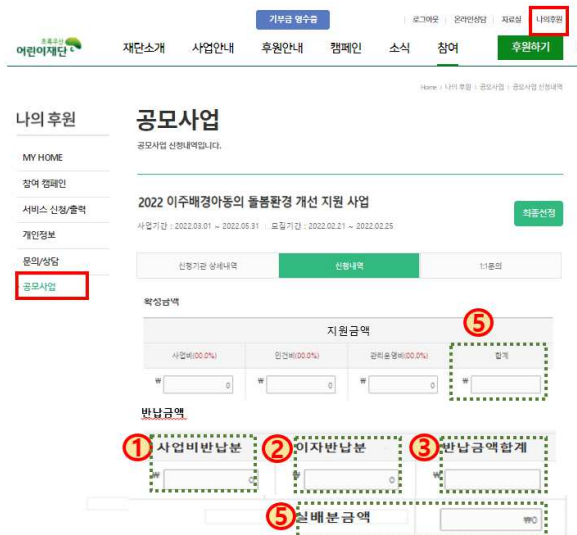 기부금 영수증
로그아웃 온라인상담 자료실 나의후원
초록우산
어린이재단
재단소개 사업안내 후원안내 캠페인 소식 참여 후원하기
Home > 나의 후원 > 공모사업 > 공모사업 신청내역
나의 후원
공모사업
공모사업 신청내역입니다.
MY HOME
참여 캠페인
서비스 신청/출력
개인정보
문의/상담
공모사업
2022 이주배경아동의 돌봄환경 개선 지원 사업
최종선정
사업기간 : 2022.03.01 ~ 2022.05.31 모집기간 : 2022.02.21 ~ 2022.02.25
신청기관 상세내역 신청내역 1:1문의
확정금액
지원금액
⑤
사업비(00.0%) 인건비(00.0%) 관리운영비(00.0%) 합계
₩ 0 ₩ 0 ₩ 0 ₩
반납금액
① 사업비반납분 ② 이자반납분 ③ 반납금액합계
₩ 0 ₩ 0 ₩
⑤ 실배분금액 ₩0